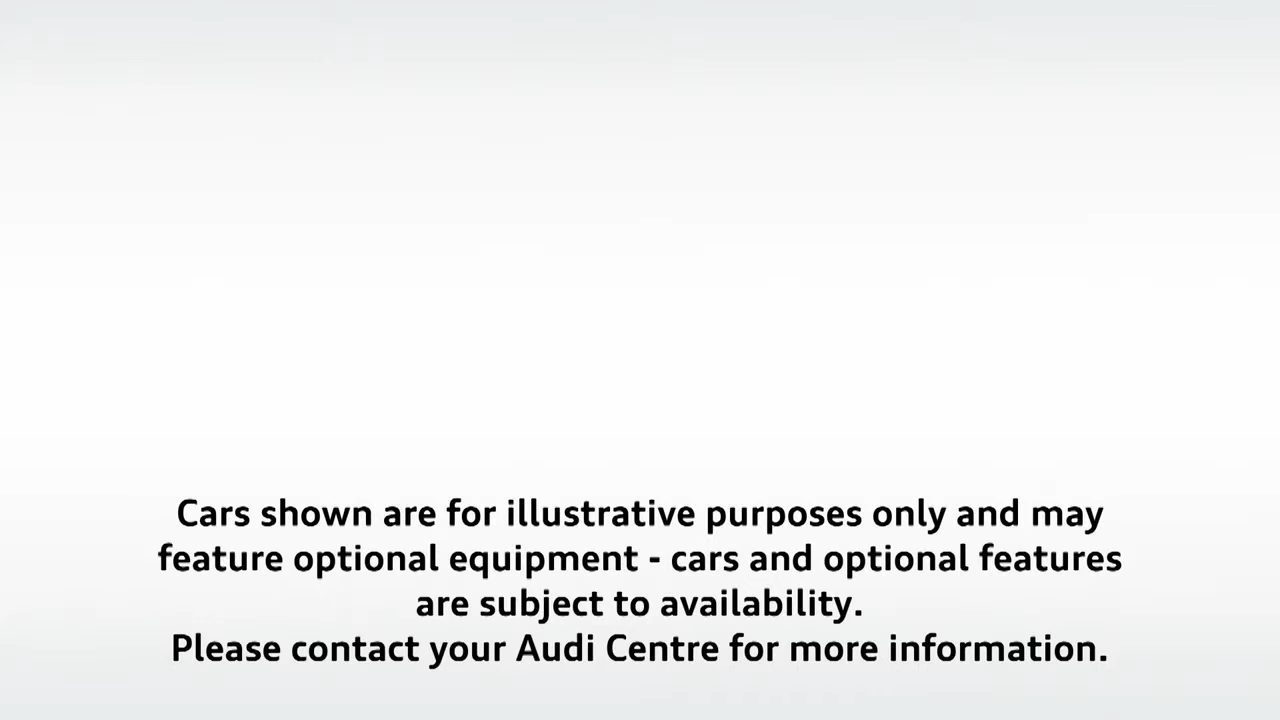 Cars shown are for illustrative purposes only and may
feature optional equipment - cars and optional features
are subject to availability.
Please contact your Audi Centre for more information.